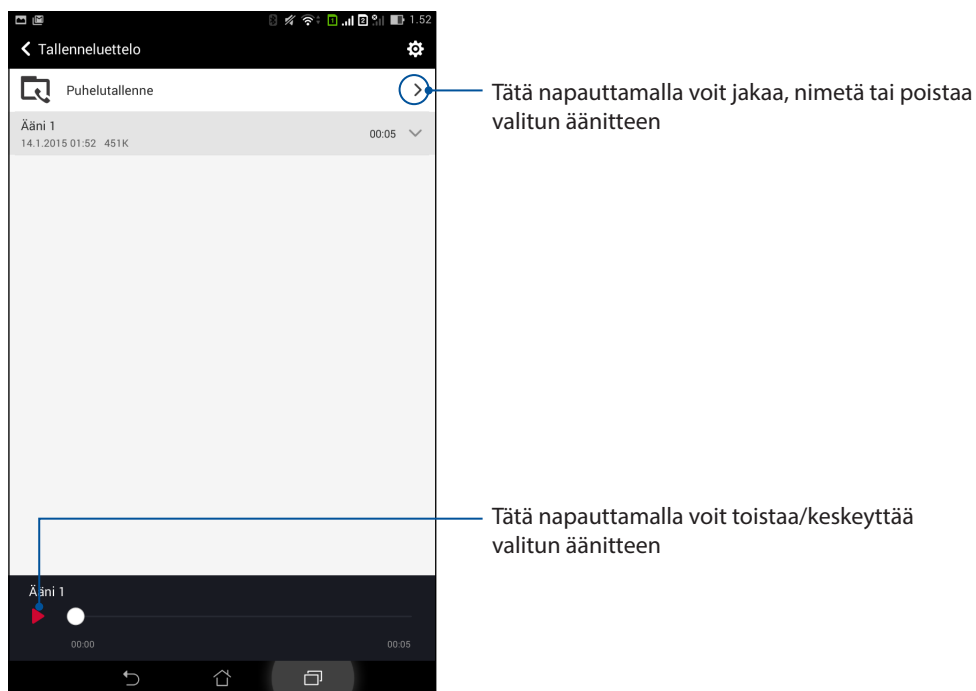 1.52
Tallenneluettelo
Puhelutallenne
Tätä napauttamalla voit jakaa, nimetä tai poistaa
valitun äänitteen
Ääni 1
00:05
14.1.2015 01:52 451K
Tätä napauttamalla voit toistaa/keskeyttää
valitun äänitteen
Ääni 1
00:00
00:05